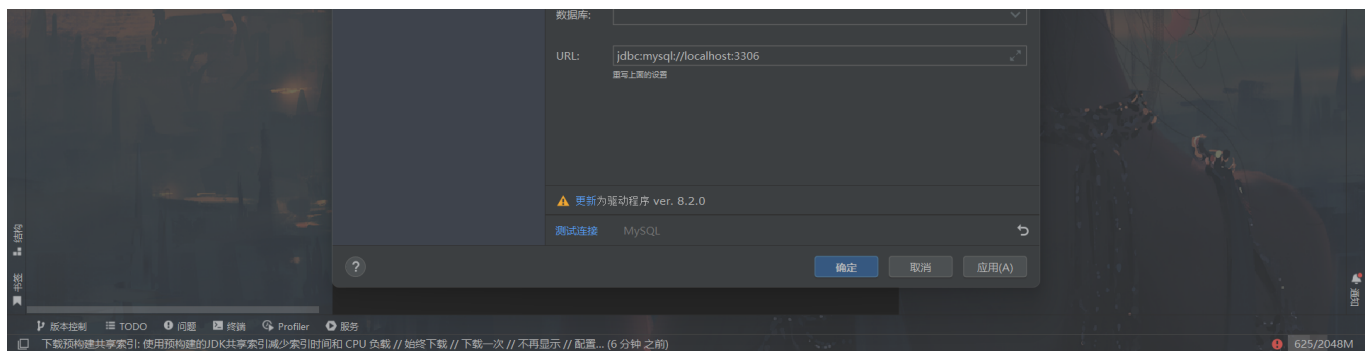 数据库:
URL: jdbc:mysql://localhost:3306
重写上面的设置
更新为驱动程序 ver. 8.2.0
测试连接 MySQL
? 确定 取消 应用(A)
结构
书签
通知
版本控制 TODO 问题 终端 Profiler 服务
下载预构建共享索引: 使用预构建的JDK共享索引减少索引时间和 CPU 负载 // 始终下载 // 下载一次 // 不再显示 // 配置... (6 分钟 之前) 625/2048M